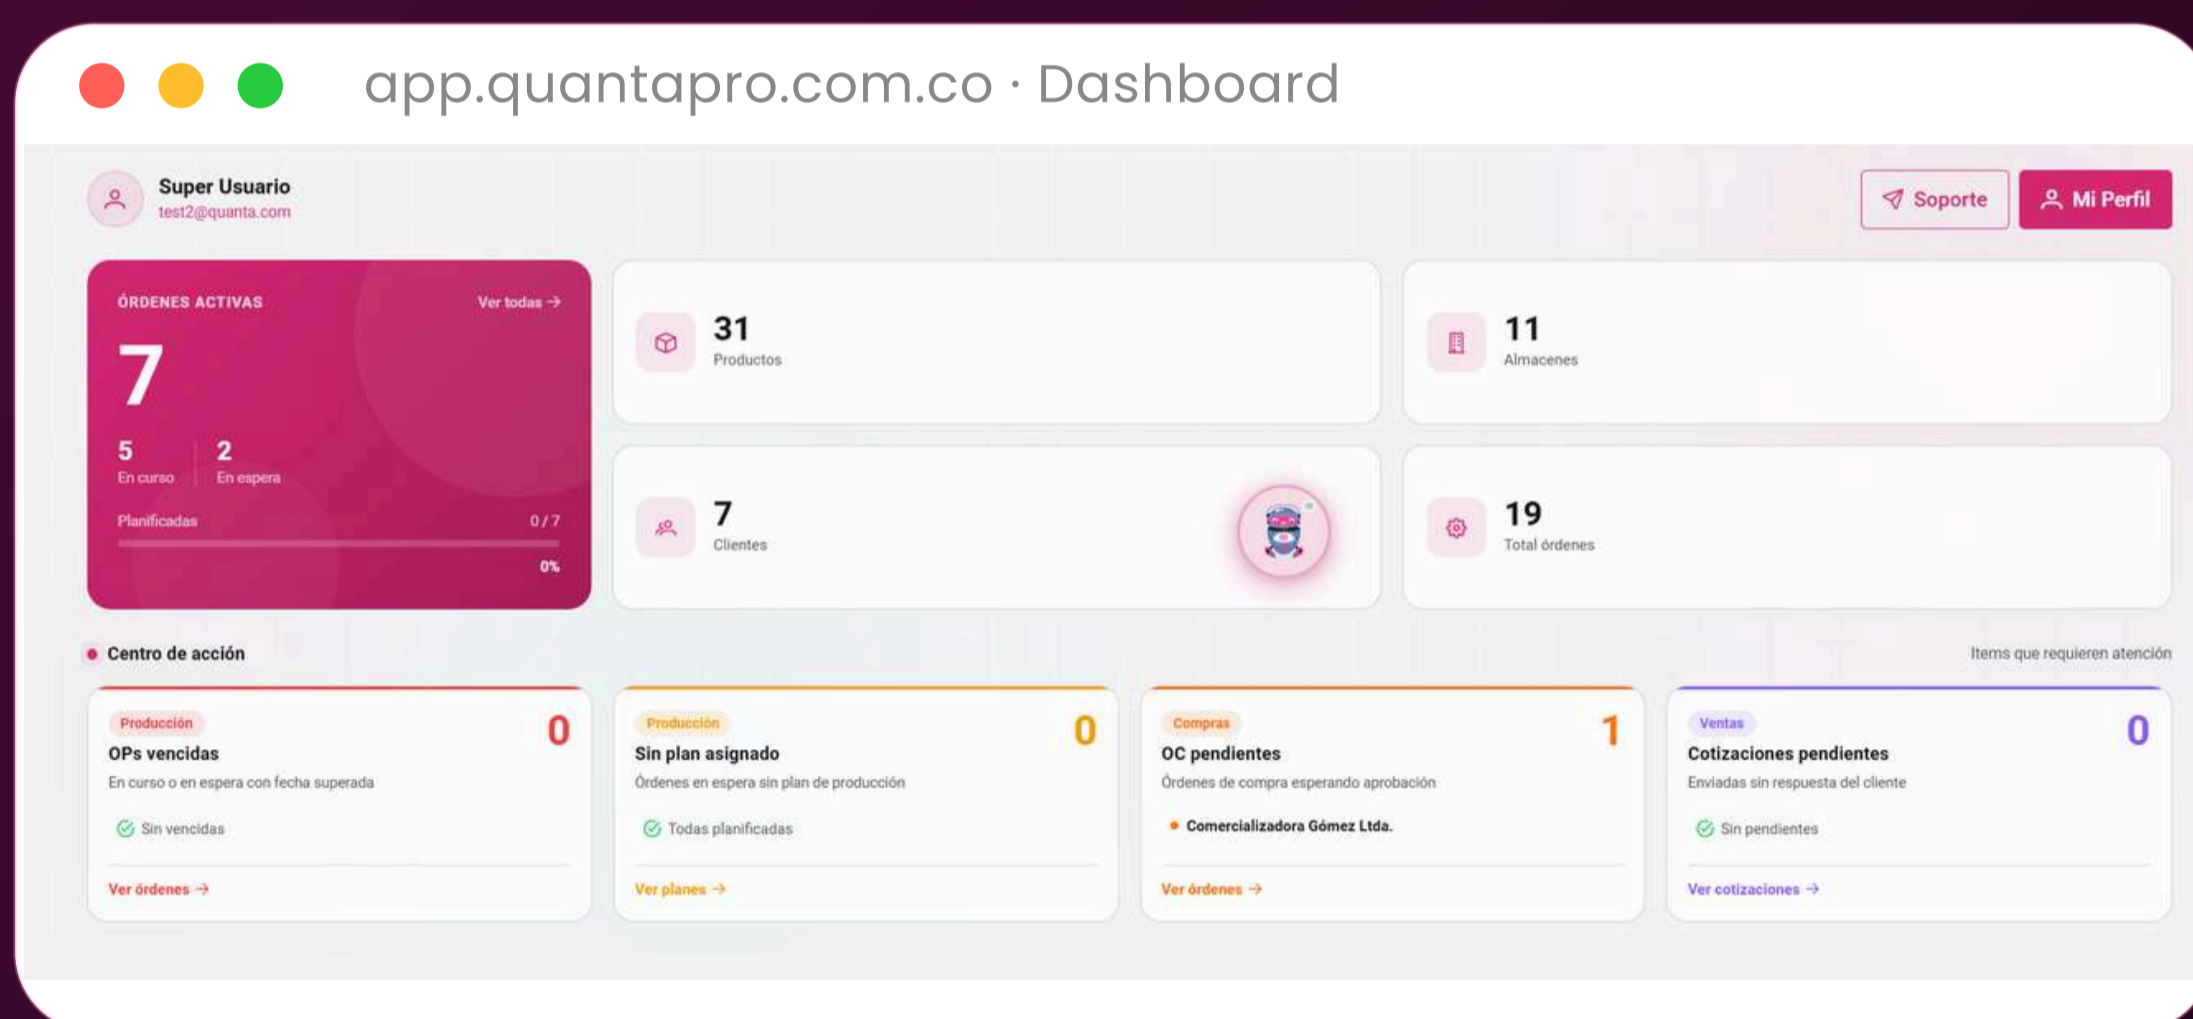 app.quantapro.com.co · Dashboard
Super Usuario
test2@quanta.com
Soporte
Mi Perfil
ÓRDENES ACTIVAS
Ver todas →
7
5
En curso
2
En espera
Planificadas
0 / 7
0%
31
Productos
11
Almacenes
7
Clientes
19
Total órdenes
Centro de acción
Items que requieren atención
Producción
0
OPs vencidas
En curso o en espera con fecha superada
Sin vencidas
Ver órdenes →
Producción
0
Sin plan asignado
Órdenes en espera sin plan de producción
Todas planificadas
Ver planes →
Compras
1
OC pendientes
Órdenes de compra esperando aprobación
Comercializadora Gómez Ltda.
Ver órdenes →
Ventas
0
Cotizaciones pendientes
Enviadas sin respuesta del cliente
Sin pendientes
Ver cotizaciones →